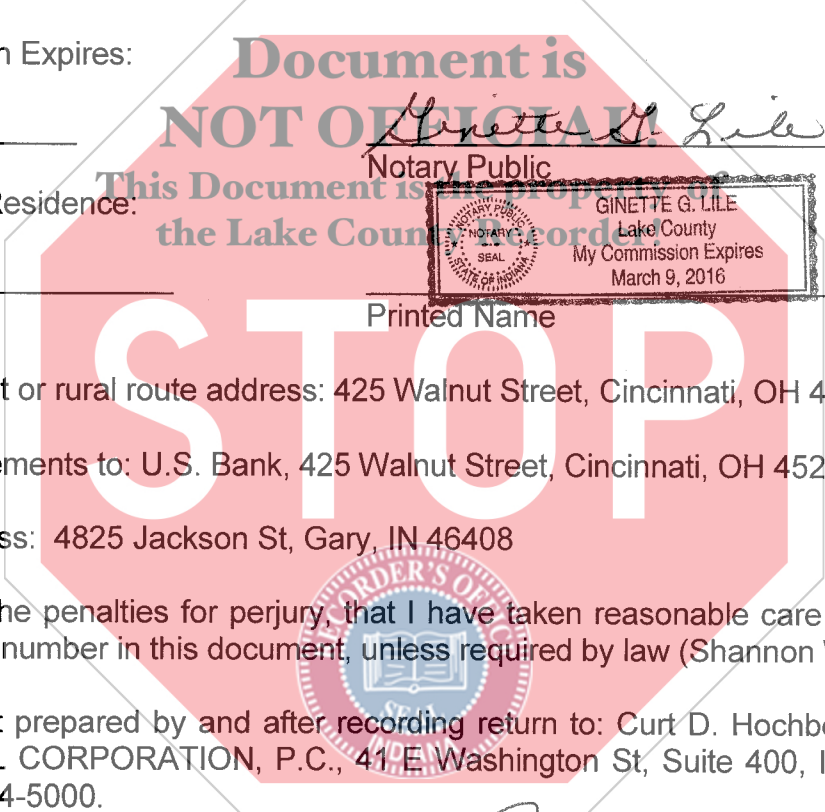 n Expires:
Document is
NOT OFFICIAL!
Ginette G. Lile
Notary Public
This Document is the property of
the Lake County Recorder!
Residence:
NOTARY PUBLIC
NOTARY
SEAL
STATE OF INDIANA
GINETTE G. LILE
Lake County
My Commission Expires
March 9, 2016
Printed Name
STOP
t or rural route address: 425 Walnut Street, Cincinnati, OH 4
ements to: U.S. Bank, 425 Walnut Street, Cincinnati, OH 452
ss: 4825 Jackson St, Gary, IN 46408
he penalties for perjury, that I have taken reasonable care
number in this document, unless required by law (Shannon
t prepared by and after recording return to: Curt D. Hochbe
L CORPORATION, P.C., 41 E Washington St, Suite 400, I
4-5000.
RECORDER'S OFFIC
SEAL
INDIANA